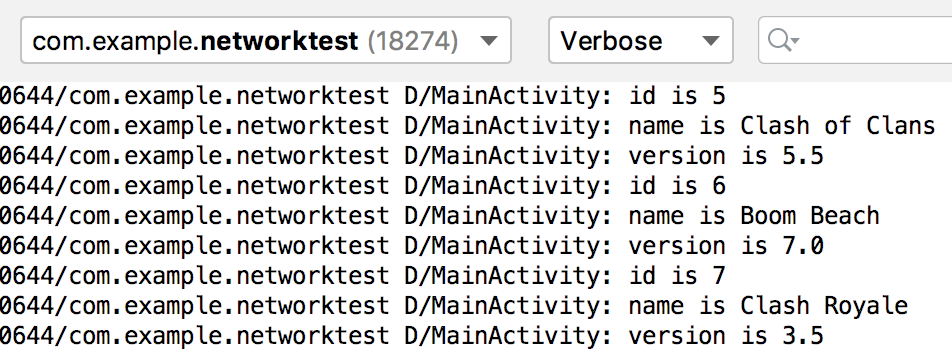 com.example.networktest (18274) Verbose
0644/com.example.networktest D/MainActivity: id is 5
0644/com.example.networktest D/MainActivity: name is Clash of Clans
0644/com.example.networktest D/MainActivity: version is 5.5
0644/com.example.networktest D/MainActivity: id is 6
0644/com.example.networktest D/MainActivity: name is Boom Beach
0644/com.example.networktest D/MainActivity: version is 7.0
0644/com.example.networktest D/MainActivity: id is 7
0644/com.example.networktest D/MainActivity: name is Clash Royale
0644/com.example.networktest D/MainActivity: version is 3.5